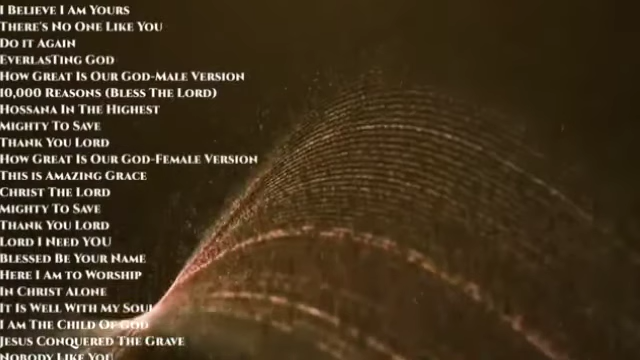 I Believe I Am Yours
There's No One Like You
Do it Again
Everlasting God
How Great Is Our God-Male Version
10,000 Reasons (Bless The Lord)
Hossana In The Highest
Mighty To Save
Thank You Lord
How Great Is Our God-Female Version
This is Amazing Grace
Christ The Lord
Mighty To Save
Thank You Lord
Lord I Need YOU
Blessed Be Your Name
Here I Am to Worship
In Christ Alone
It Is Well With My Soul
I Am The Child Of God
Jesus Conquered The Grave
Nobody Like You